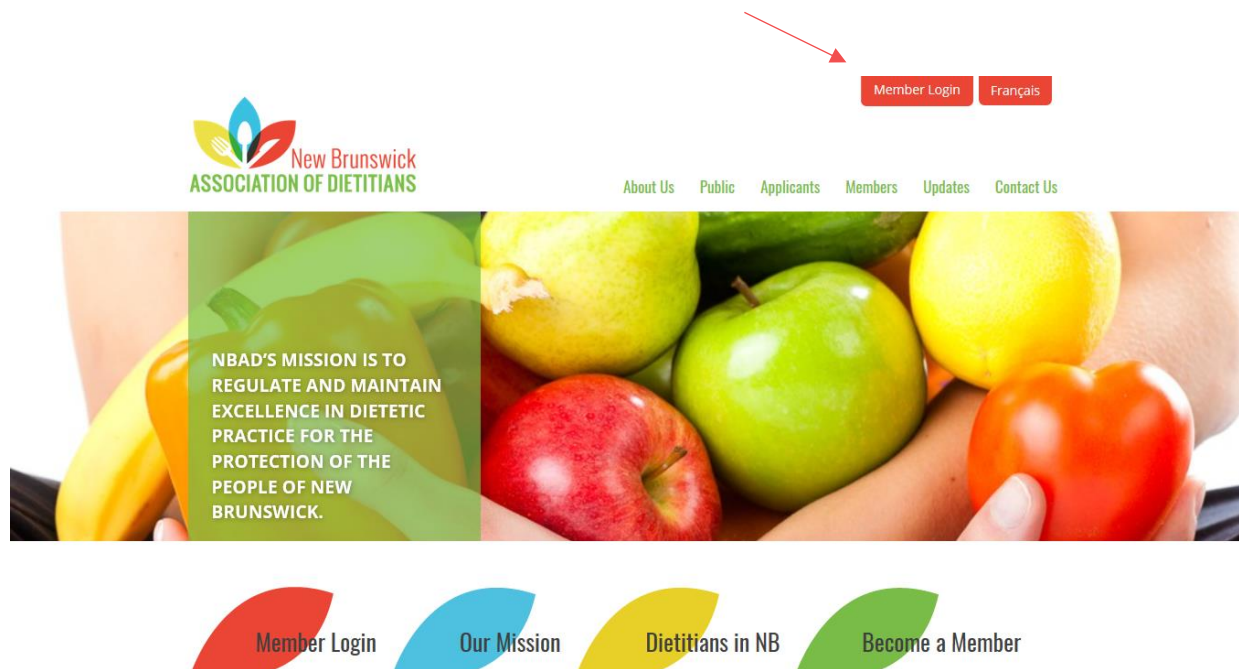 Member Login
Français
New Brunswick
ASSOCIATION OF DIETITIANS
About Us
Public
Applicants
Members
Updates
Contact Us
NBAD'S MISSION IS TO
REGULATE AND MAINTAIN
EXCELLENCE IN DIETETIC
PRACTICE FOR THE
PROTECTION OF THE
PEOPLE OF NEW
BRUNSWICK.
Member Login
Our Mission
Dietitians in NB
Become a Member